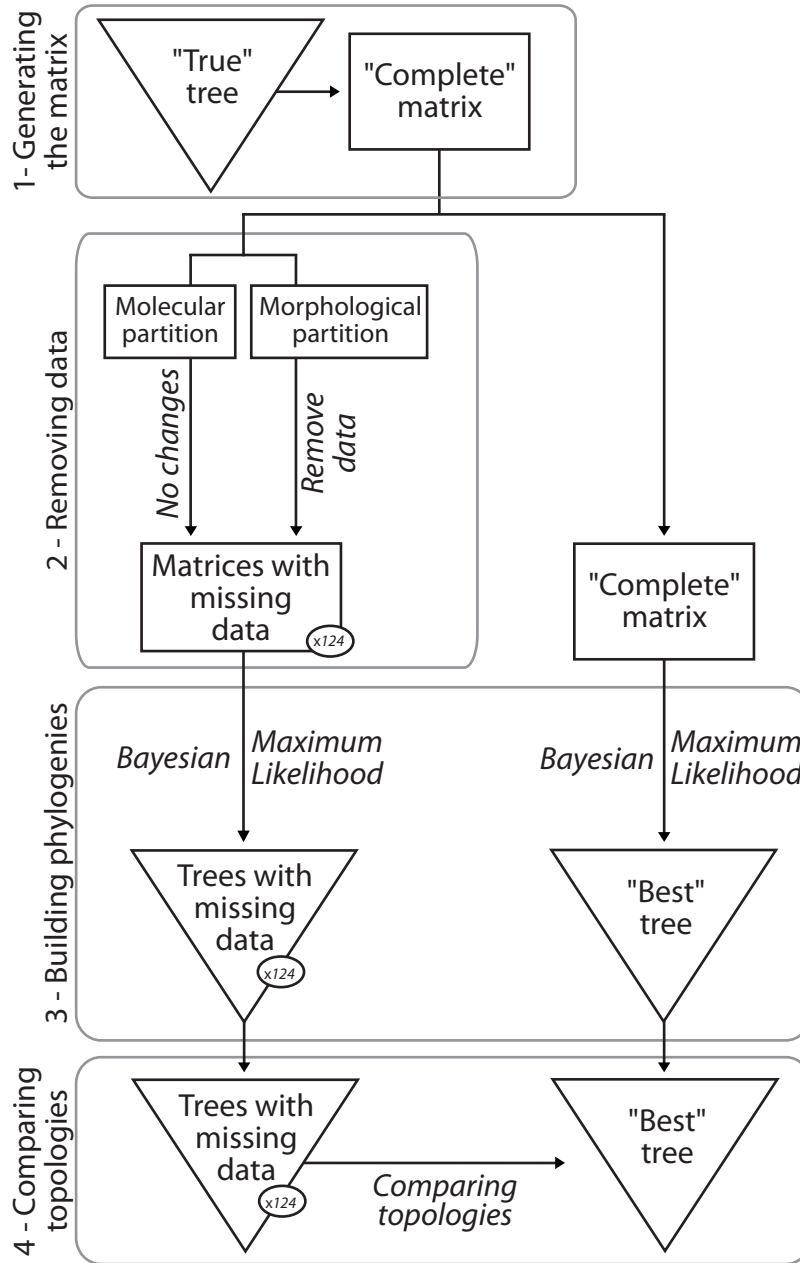 1- Generating
the matrix
"True"
tree
"Complete"
matrix
2 - Removing data
Molecular
partition
Morphological
partition
No changes
Remove
data
Matrices with
missing
data
x124
"Complete"
matrix
3 - Building phylogenies
Bayesian
Maximum
Likelihood
Bayesian
Maximum
Likelihood
Trees with
missing
data
x124
"Best"
tree
4 - Comparing
topologies
Trees with
missing
data
x124
Comparing
topologies
"Best"
tree